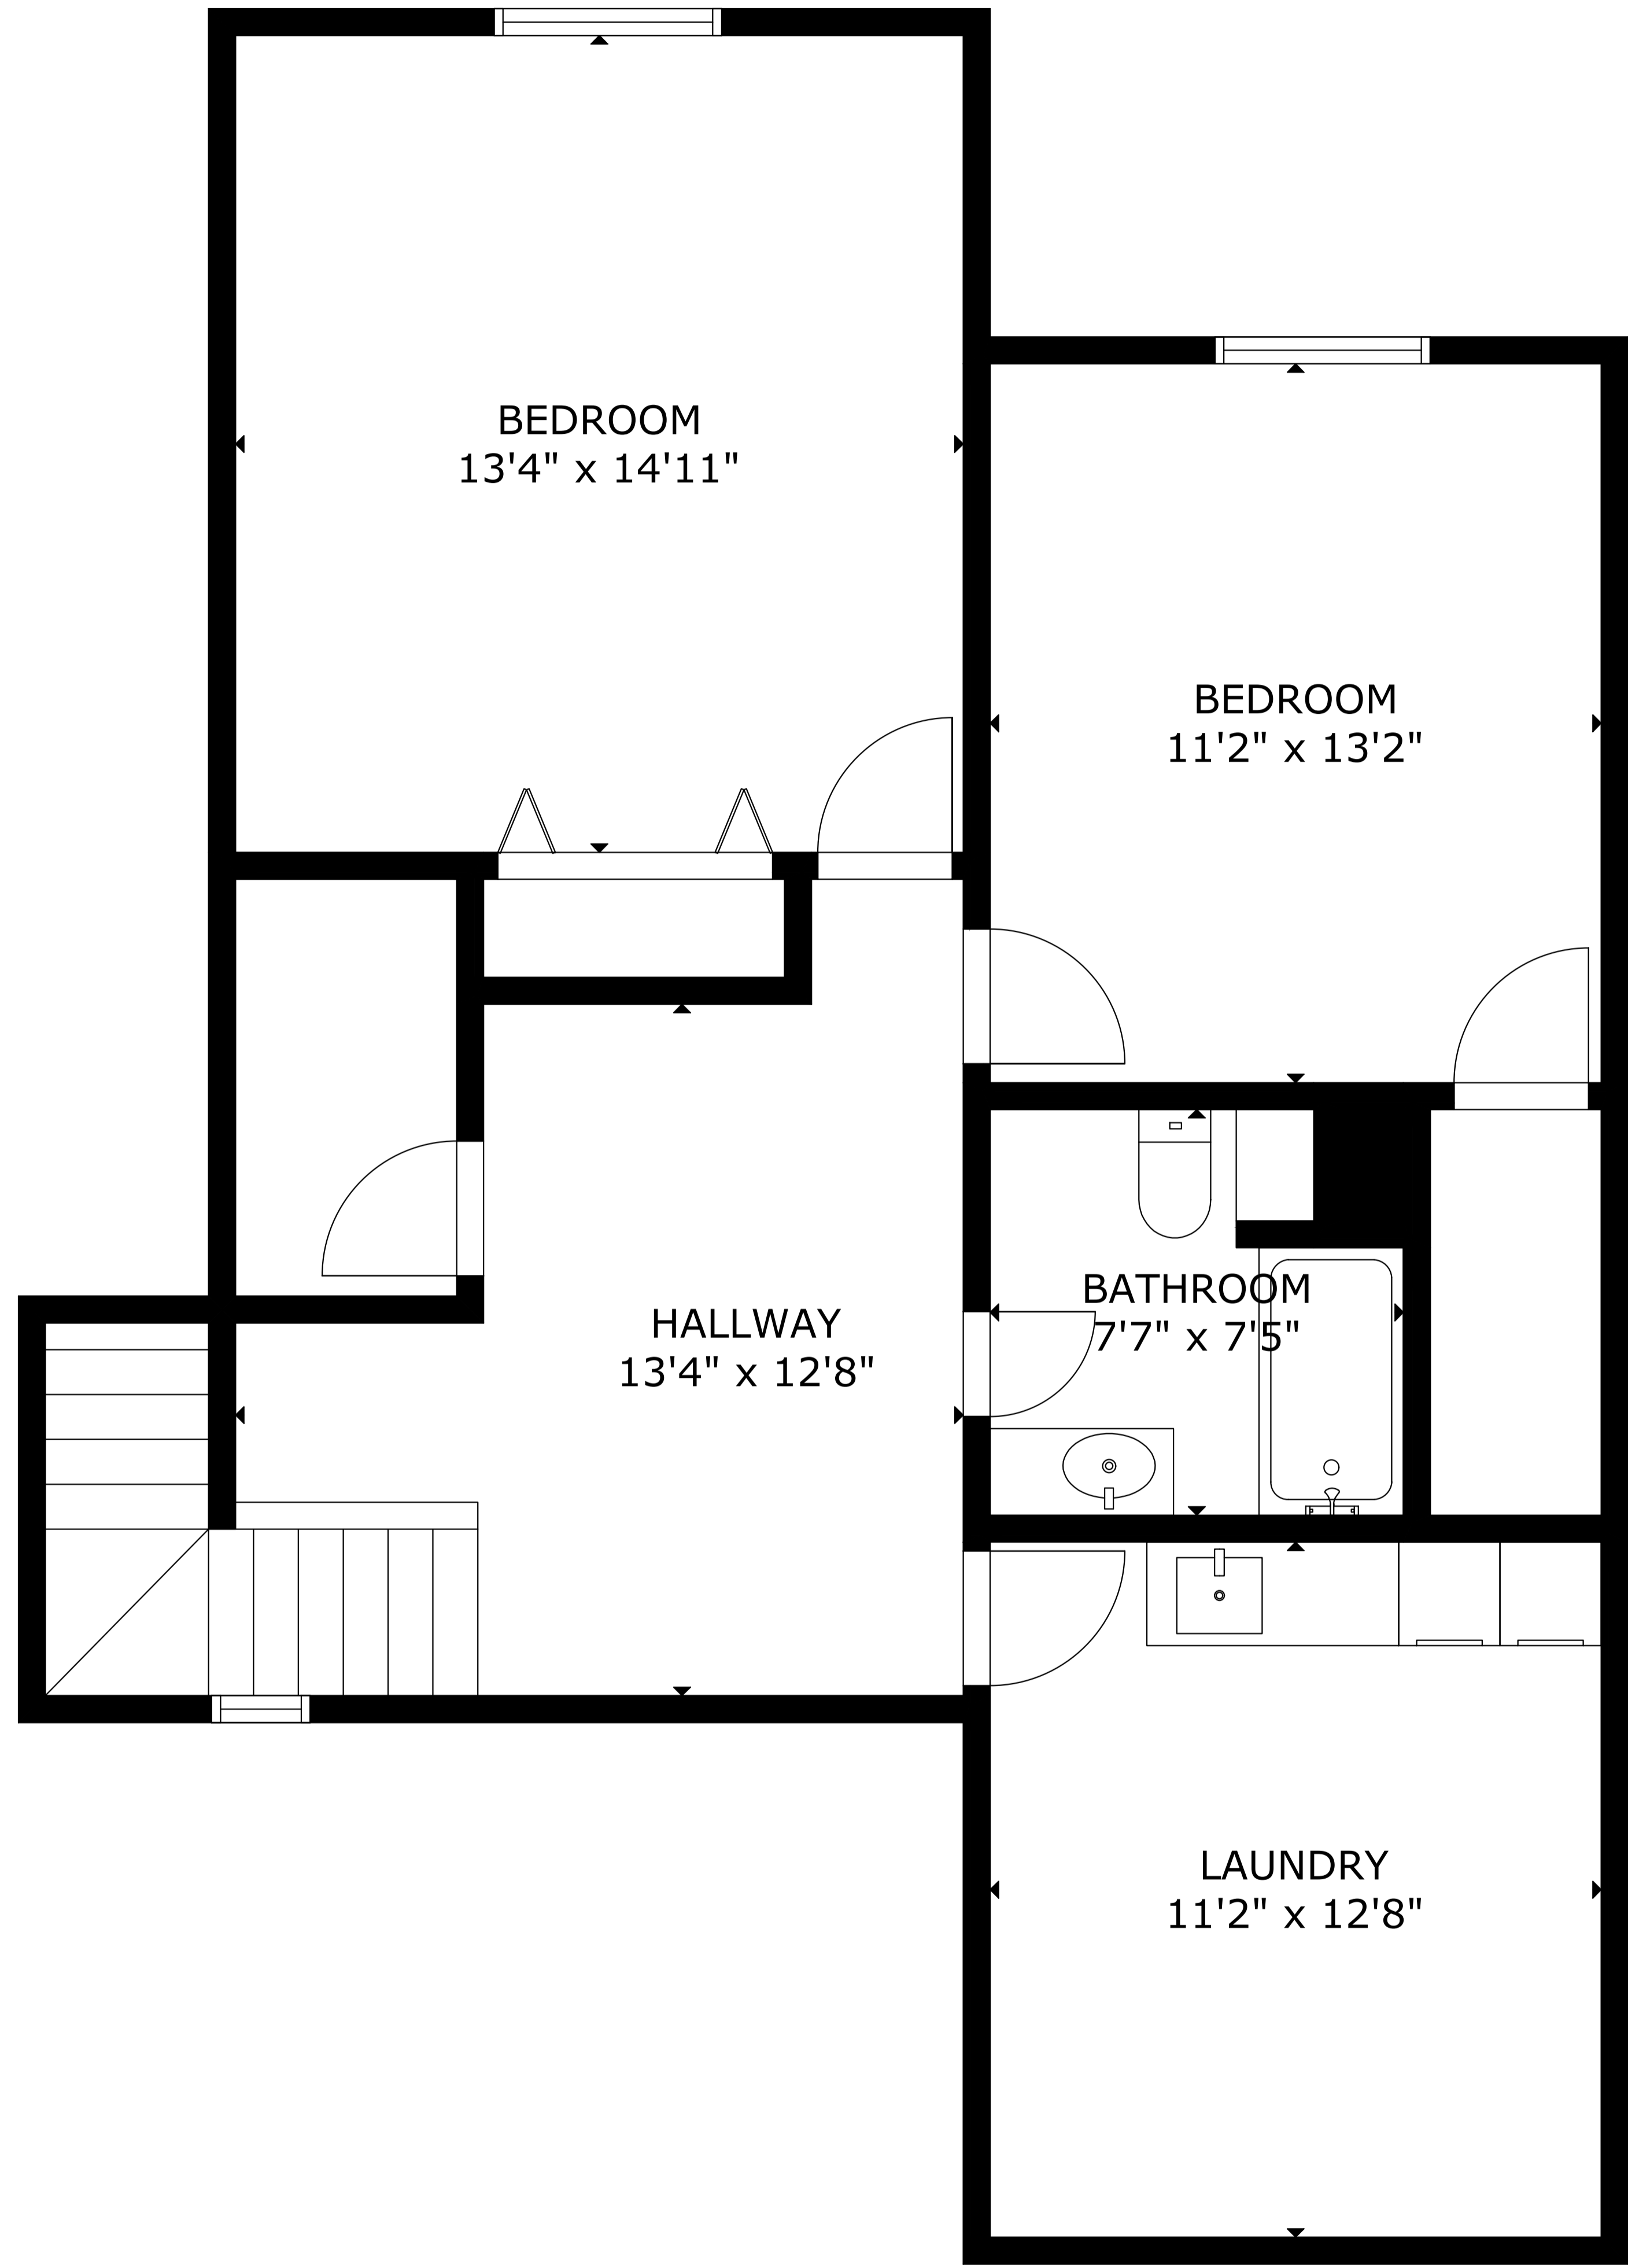 BEDROOM
13'4" x 14'11"
BEDROOM
11'2" x 13'2"
BATHROOM
7'7" x 7'5"
HALLWAY
13'4" x 12'8"
LAUNDRY
11'2" x 12'8"